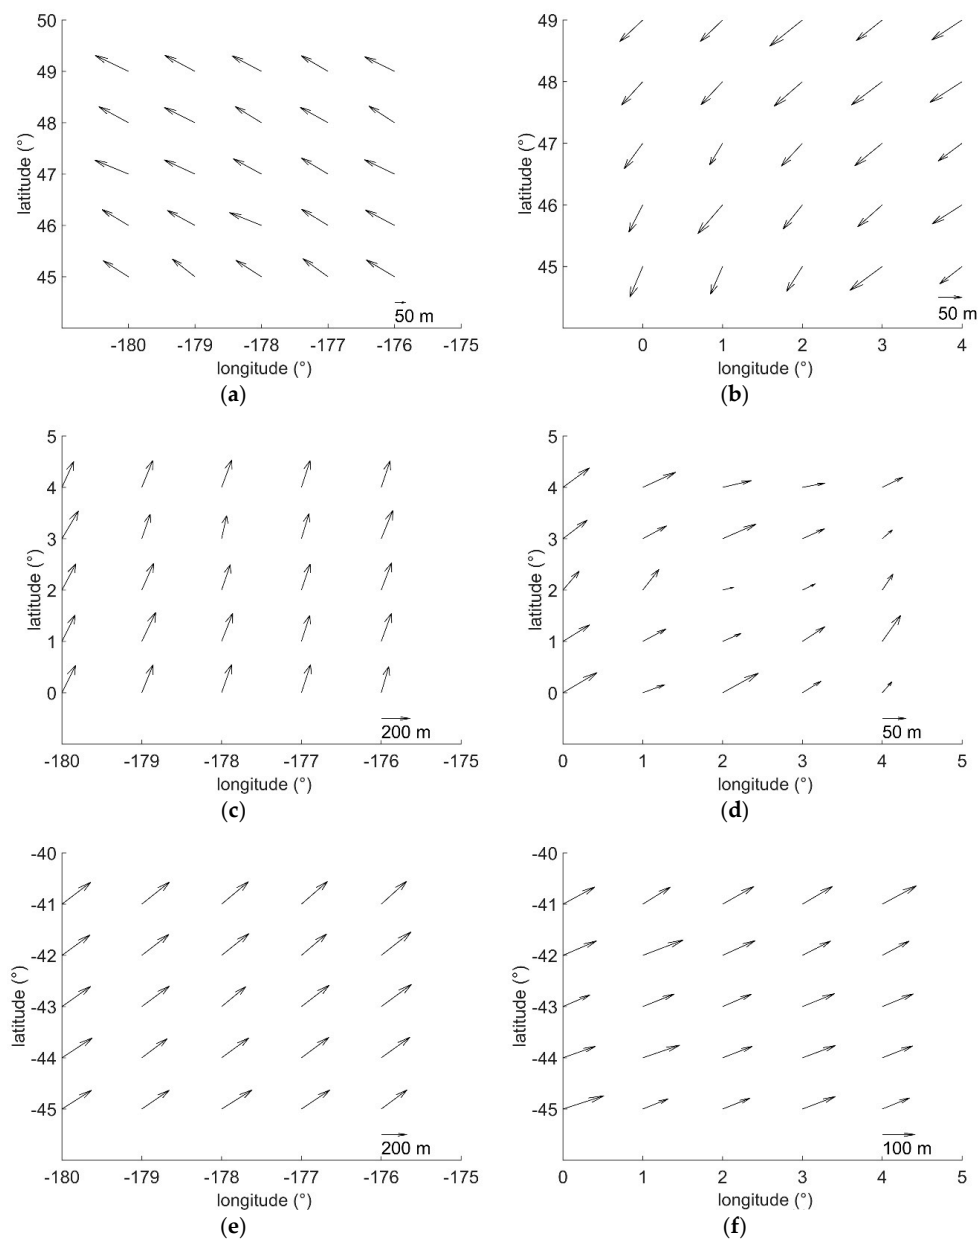 50
49
48
47
46
45
latitude (°)
50 m
-180 -179 -178 -177 -176 -175
longitude (°)
(a)
49
48
47
46
45
latitude (°)
50 m
0 1 2 3 4
longitude (°)
(b)
5
4
3
2
1
0
latitude (°)
200 m
-180 -179 -178 -177 -176 -175
longitude (°)
(c)
5
4
3
2
1
0
latitude (°)
50 m
0 1 2 3 4 5
longitude (°)
(d)
-40
-41
-42
-43
-44
-45
latitude (°)
200 m
-180 -179 -178 -177 -176 -175
longitude (°)
(e)
-40
-41
-42
-43
-44
-45
latitude (°)
100 m
0 1 2 3 4 5
longitude (°)
(f)